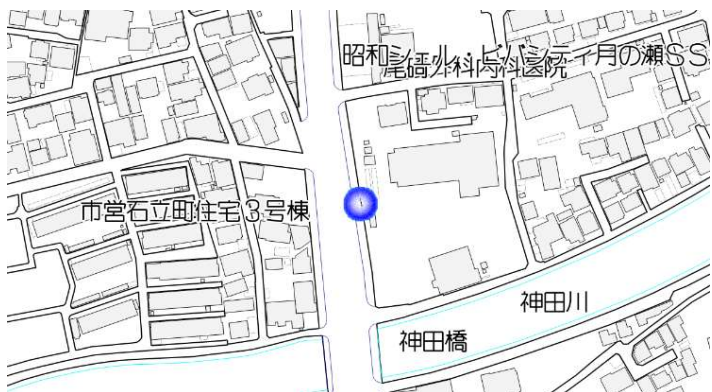 昭和シェル・ビバシティ月の瀬ＳＳ
尾﨑外科内科医院
市営石立町住宅３号棟
神田川
神田橋